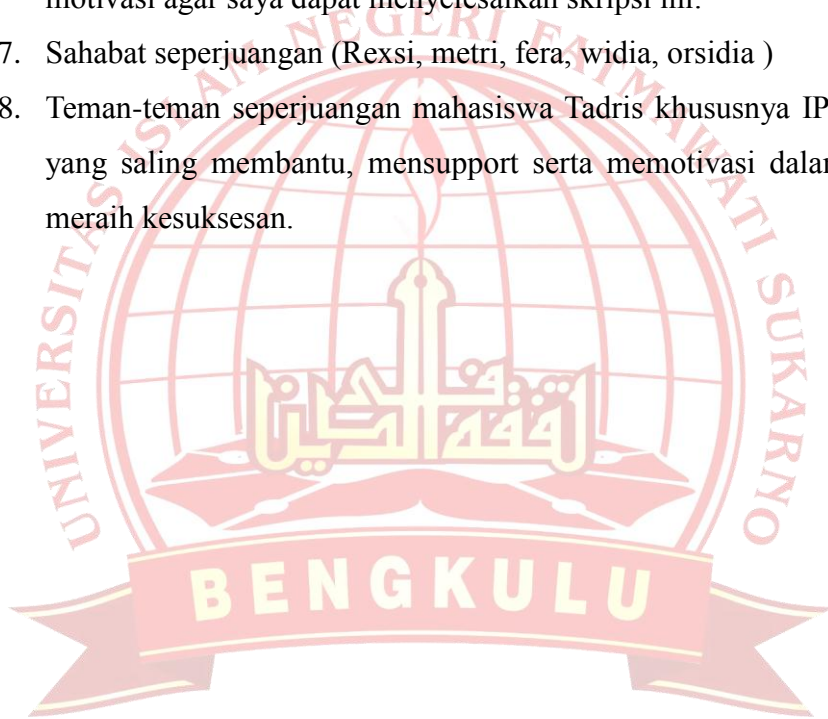 motivasi agar saya dapat menyelesaikan skripsi ini.
7. Sahabat seperjuangan (Rexsi, metri, fera, widia, orsidia )
8. Teman-teman seperjuangan mahasiswa Tadris khususnya IP
yang saling membantu, mensupport serta memotivasi dalam
meraih kesuksesan.
UNIVERSITAS ISLAM NEGERI FATMAWATI SUKARNO
BENGKULU